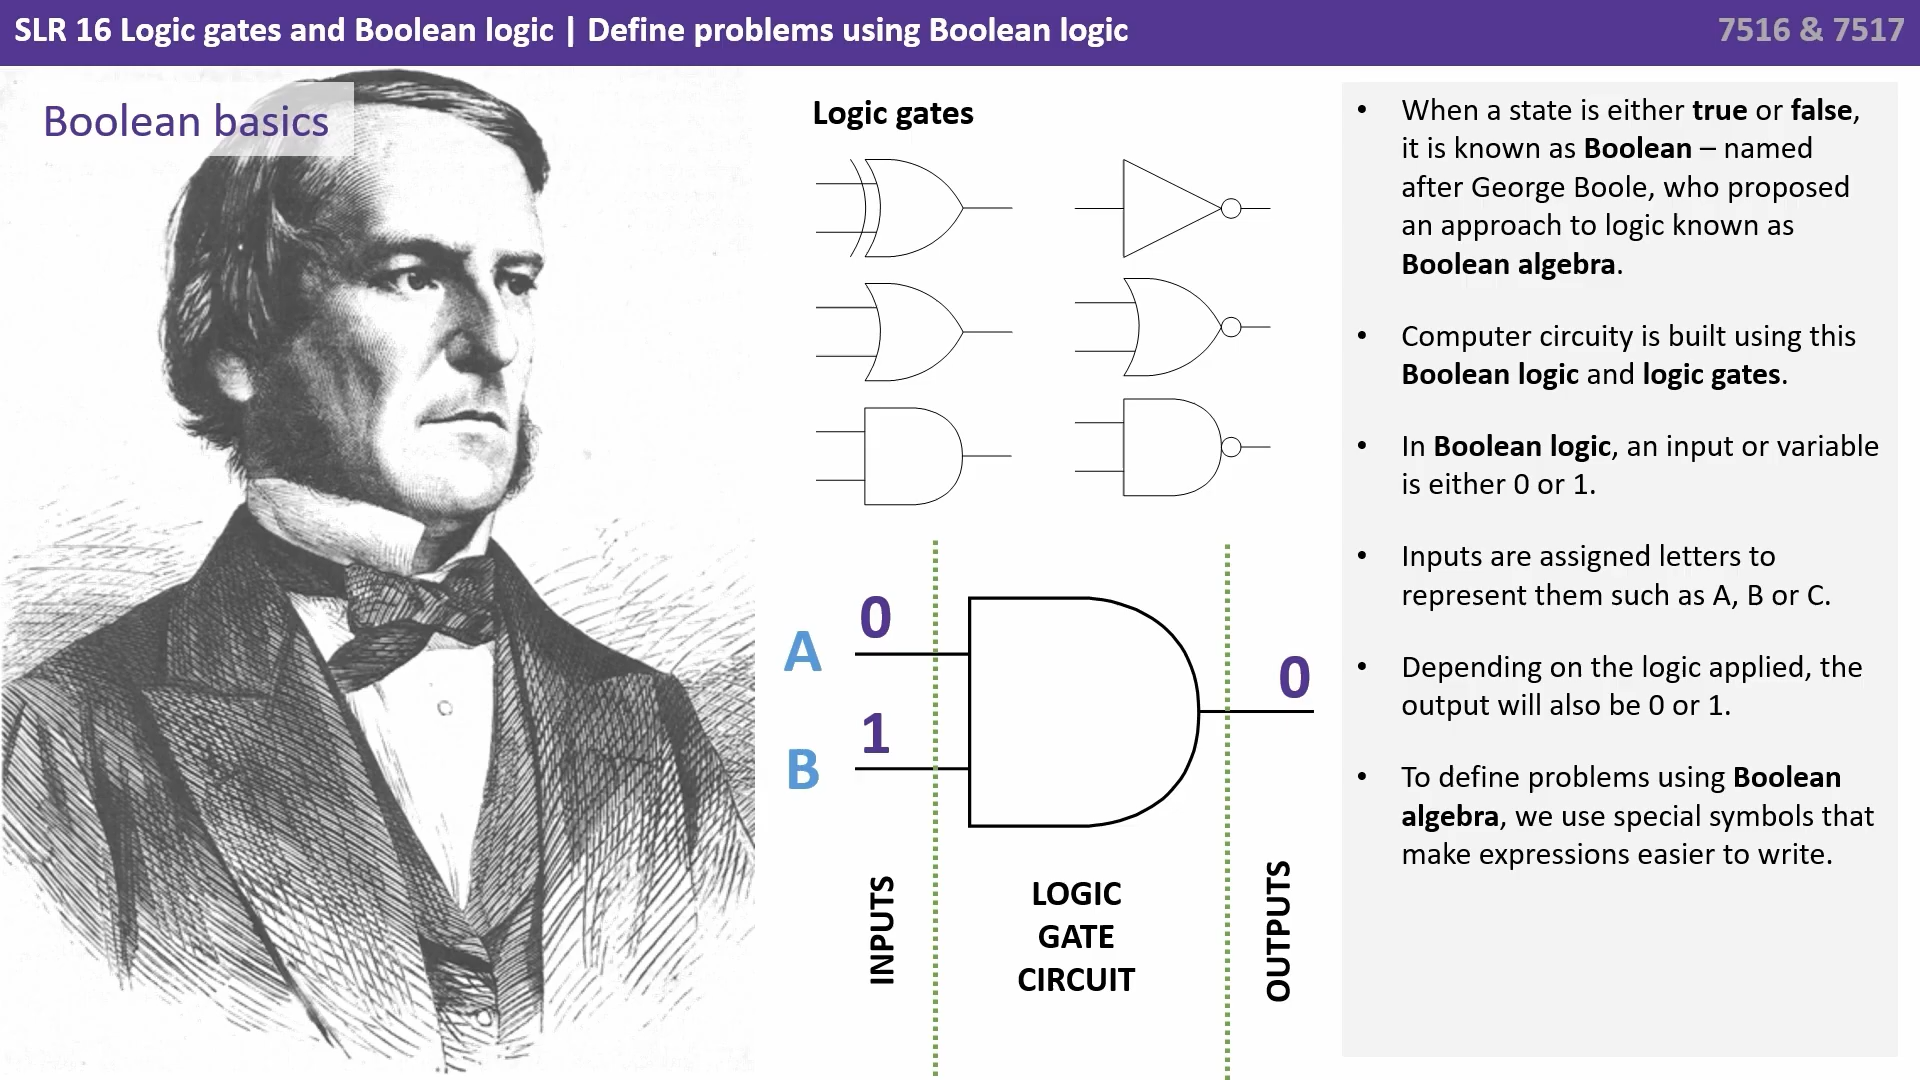 SLR 16 Logic gates and Boolean logic | Define problems using Boolean logic
7516 & 7517
Boolean basics
Logic gates
A
0
B
1
0
INPUTS
LOGIC
GATE
CIRCUIT
OUTPUTS
• When a state is either true or false,
it is known as Boolean – named
after George Boole, who proposed
an approach to logic known as
Boolean algebra.
• Computer circuity is built using this
Boolean logic and logic gates.
• In Boolean logic, an input or variable
is either 0 or 1.
• Inputs are assigned letters to
represent them such as A, B or C.
• Depending on the logic applied, the
output will also be 0 or 1.
• To define problems using Boolean
algebra, we use special symbols that
make expressions easier to write.